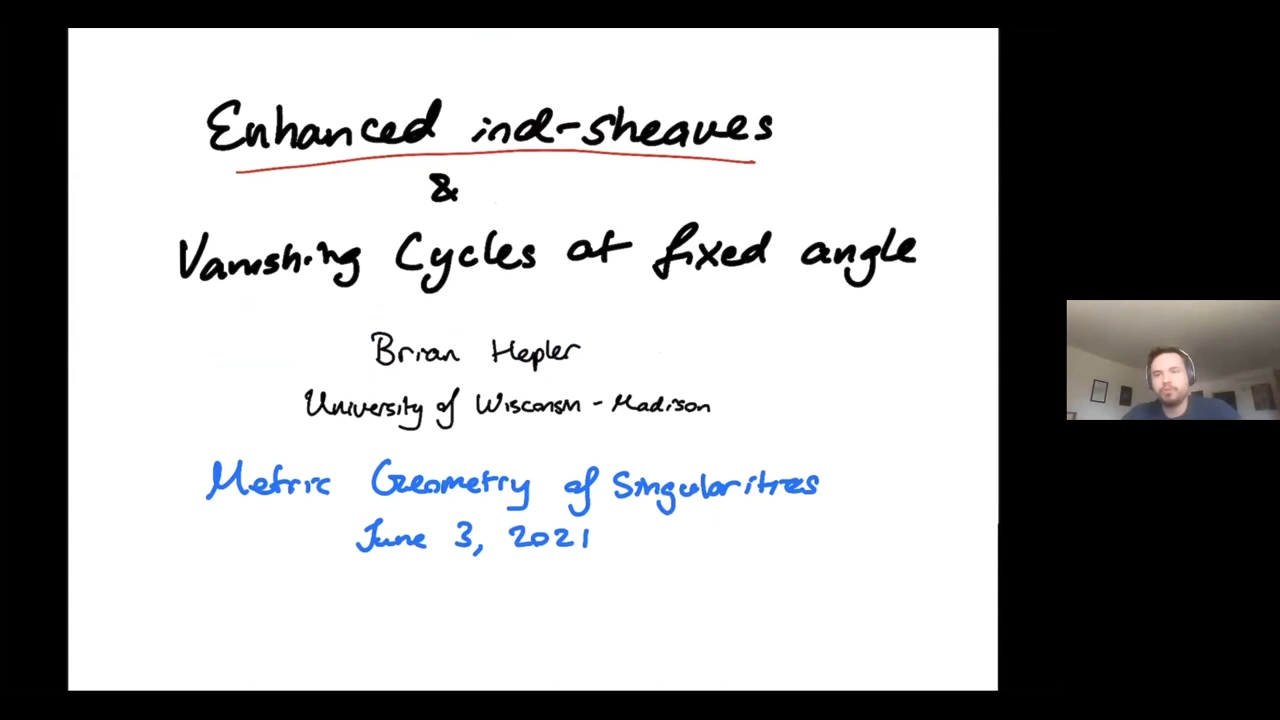 Enhanced ind-sheaves
&
Vanishing Cycles at fixed angle
Brian Hepler
University of Wisconsin - Madison
Metric Geometry of Singularities
June 3, 2021